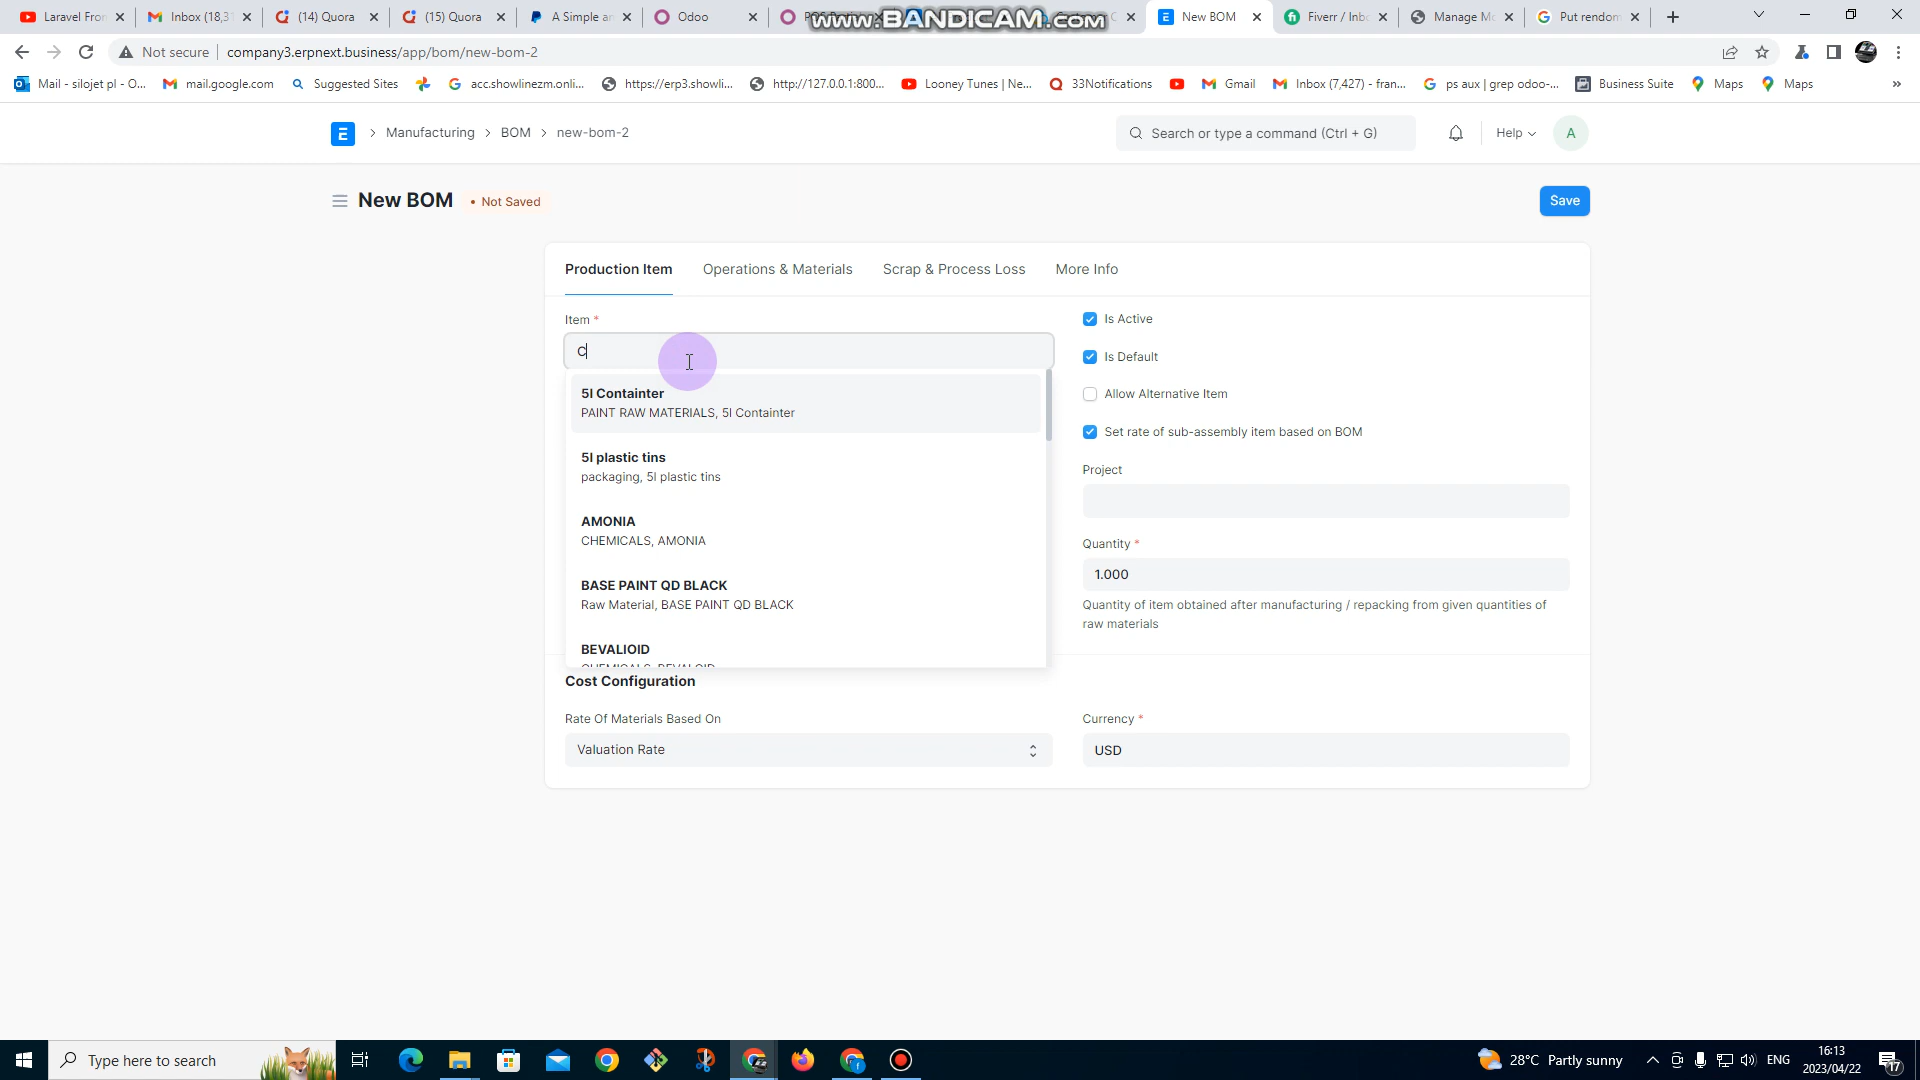 Laravel Fron
Inbox (18,31
(14) Quora
(15) Quora
A Simple an
Odoo
www.BANDICAM.com
New BOM
Fiverr / Inbo
Manage Mo
Put rendom
Not secure
company3.erpnext.business/app/bom/new-bom-2
Mail - silojet pl - O...
mail.google.com
Suggested Sites
acc.showlinezm.onli...
https://erp3.showli...
http://127.0.0.1:800...
Looney Tunes | Ne...
33Notifications
Gmail
Inbox (7,427) - fran...
ps aux | grep odoo-...
Business Suite
Maps
Maps
»
E
Manufacturing
BOM
new-bom-2
Search or type a command (Ctrl + G)
Help
A
New BOM
• Not Saved
Save
Production Item
Operations & Materials
Scrap & Process Loss
More Info
Item *
C
5l Containter
PAINT RAW MATERIALS, 5l Containter
5l plastic tins
packaging, 5l plastic tins
AMONIA
CHEMICALS, AMONIA
BASE PAINT QD BLACK
Raw Material, BASE PAINT QD BLACK
BEVALIOID
CHEMICALS, BEVALOID
Is Active
Is Default
Allow Alternative Item
Set rate of sub-assembly item based on BOM
Project
Quantity *
1.000
Quantity of item obtained after manufacturing / repacking from given quantities of
raw materials
Cost Configuration
Rate Of Materials Based On
Valuation Rate
Currency *
USD
Type here to search
28°C Partly sunny
ENG
16:13
2023/04/22
17